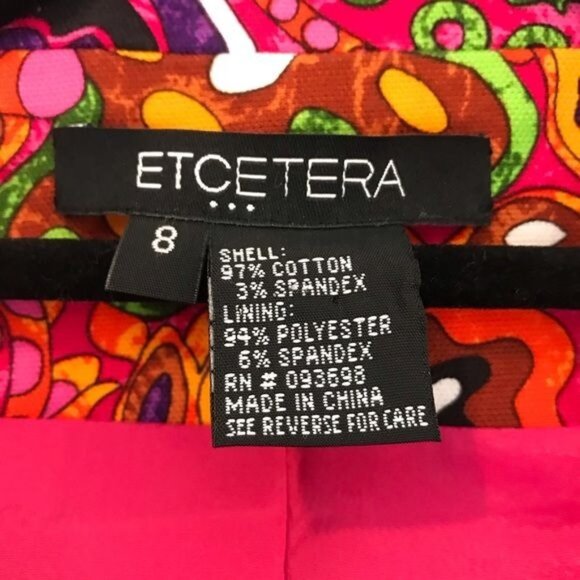 ETCETERA
•••
8
SHELL:
97% COTTON
3% SPANDEX
LINING:
94% POLYESTER
6% SPANDEX
RN # 093698
MADE IN CHINA
SEE REVERSE FOR CARE